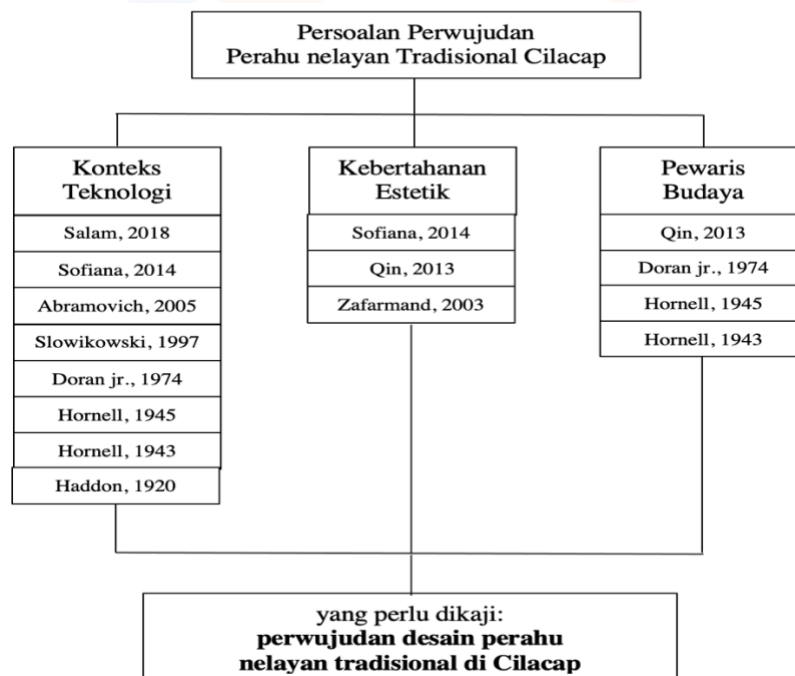 Persoalan Perwujudan
Perahu nelayan Tradisional Cilacap
Konteks
Teknologi
Salam, 2018
Sofiana, 2014
Abramovich, 2005
Slowikowski, 1997
Doran jr., 1974
Hornell, 1945
Hornell, 1943
Haddon, 1920
Kebertahanan
Estetik
Sofiana, 2014
Qin, 2013
Zafarmand, 2003
Pewaris
Budaya
Qin, 2013
Doran jr., 1974
Hornell, 1945
Hornell, 1943
yang perlu dikaji:
perwujudan desain perahu
nelayan tradisional di Cilacap